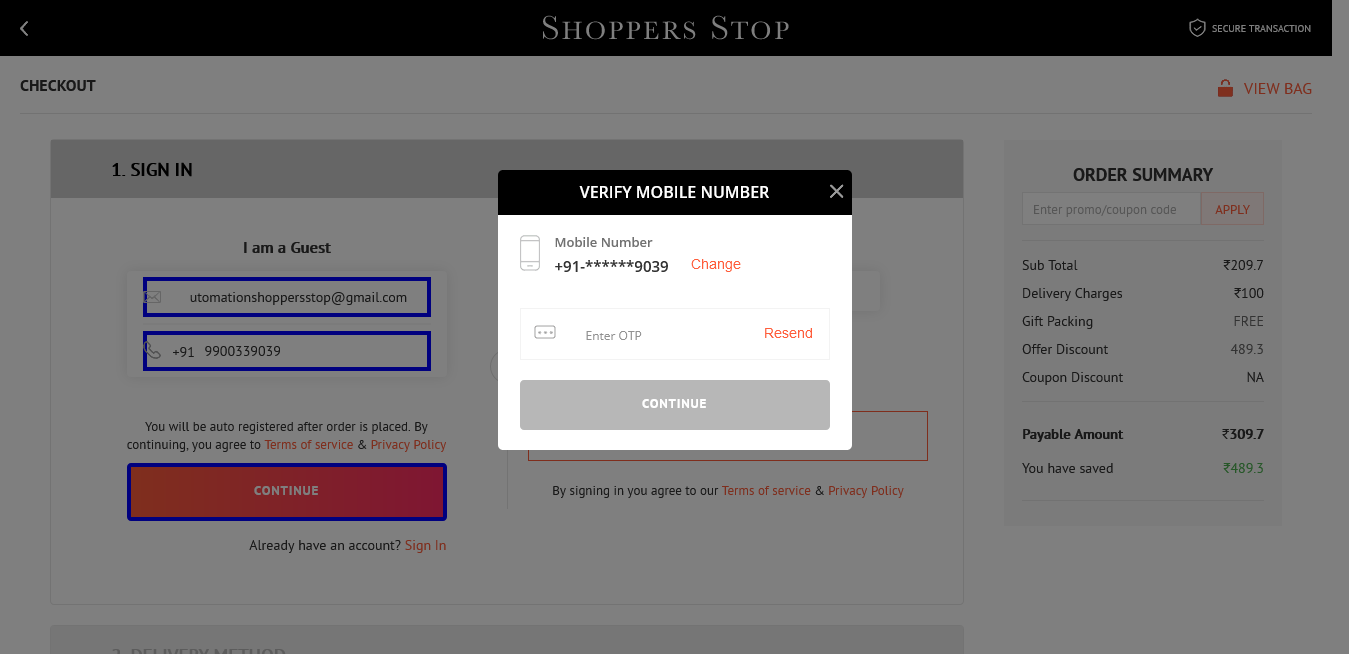 SHOPPERS STOP
SECURE TRANSACTION
CHECKOUT
VIEW BAG
1. SIGN IN
I am a Guest
utomationshoppersstop@gmail.com
+91 9900339039
You will be auto registered after order is placed. By
continuing, you agree to Terms of service & Privacy Policy
CONTINUE
Already have an account? Sign In
VERIFY MOBILE NUMBER
Mobile Number
+91-******9039 Change
Enter OTP Resend
CONTINUE
By signing in you agree to our Terms of service & Privacy Policy
ORDER SUMMARY
Enter promo/coupon code APPLY
Sub Total ₹209.7
Delivery Charges ₹100
Gift Packing FREE
Offer Discount 489.3
Coupon Discount NA
Payable Amount ₹309.7
You have saved ₹489.3
2. DELIVERY METHOD